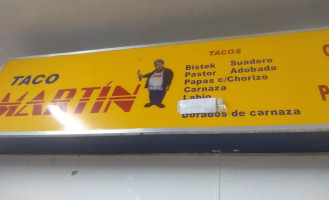 TACO
MARTÍN
TACOS
Bistek Suadero
Pastor Adobada
Papas c/Chorizo
Carnaza
Labio
Dorados de carnaza